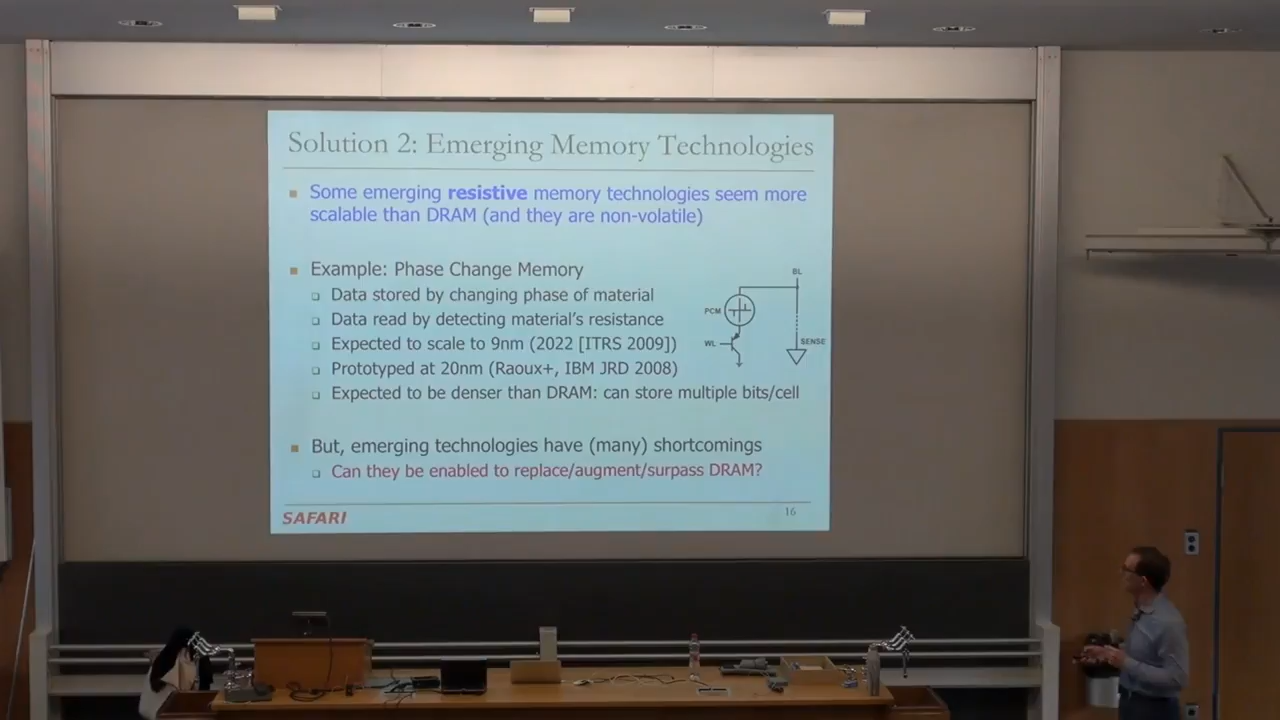 Solution 2: Emerging Memory Technologies
Some emerging resistive memory technologies seem more
scalable than DRAM (and they are non-volatile)
Example: Phase Change Memory
Data stored by changing phase of material
Data read by detecting material's resistance
Expected to scale to 9nm (2022 [ITRS 2009])
Prototyped at 20nm (Raoux+, IBM JRD 2008)
Expected to be denser than DRAM: can store multiple bits/cell
BL
PCM
WL
SENSE
But, emerging technologies have (many) shortcomings
Can they be enabled to replace/augment/surpass DRAM?
SAFARI
16